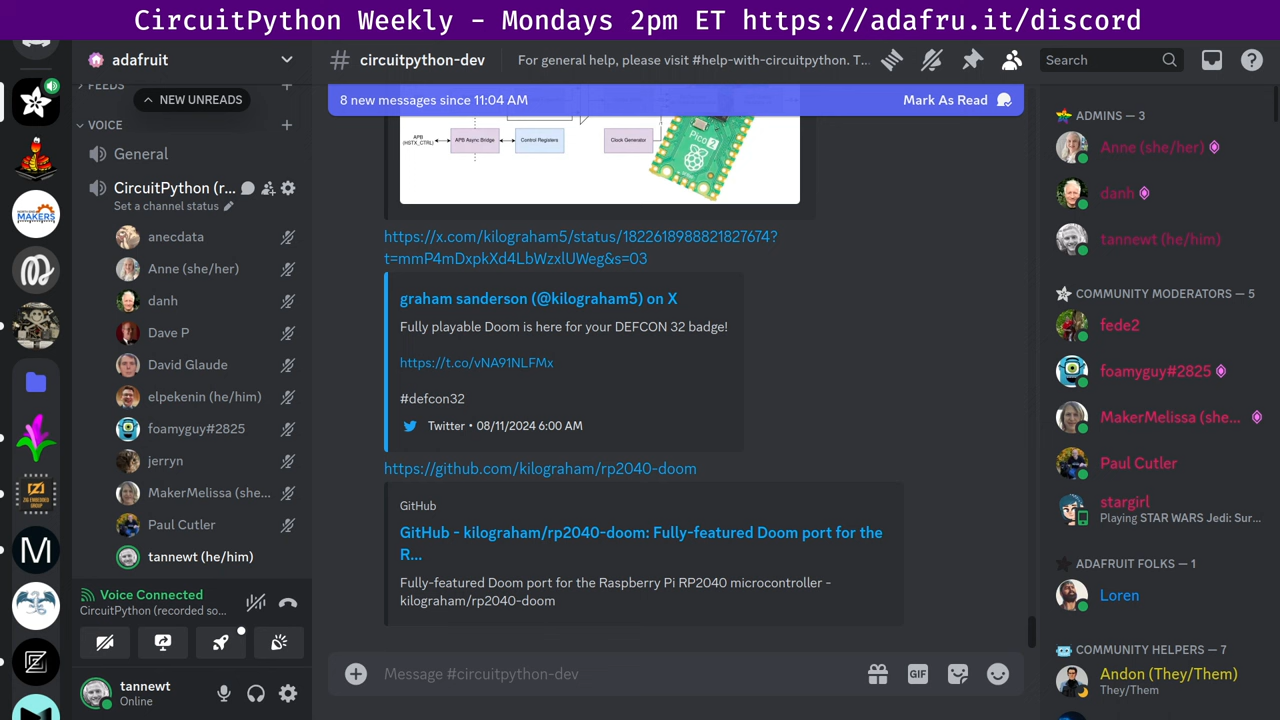 CircuitPython Weekly - Mondays 2pm ET https://adafru.it/discord
adafruit
FEEDS
NEW UNREADS
VOICE
General
CircuitPython (r...
Set a channel status
anecdata
Anne (she/her)
danh
Dave P
David Glaude
elpekenin (he/him)
foamyguy#2825
jerryn
MakerMelissa (she...
Paul Cutler
tannewt (he/him)
Voice Connected
CircuitPython (recorded so...
tannewt
Online
circuitpython-dev
For general help, please visit #help-with-circuitpython. T...
Search
8 new messages since 11:04 AM
Mark As Read
APB
(HSTX_CTRL)
APB Async Bridge
Control Registers
Clock Generator
Pico 2
https://x.com/kilograham5/status/1822618988821827674?
t=mmP4mDxpkXd4LbWzxlUWeg&s=03
graham sanderson (@kilograham5) on X
Fully playable Doom is here for your DEFCON 32 badge!
https://t.co/vNA91NLFMx
#defcon32
Twitter • 08/11/2024 6:00 AM
https://github.com/kilograham/rp2040-doom
GitHub
GitHub - kilograham/rp2040-doom: Fully-featured Doom port for the
R...
Fully-featured Doom port for the Raspberry Pi RP2040 microcontroller -
kilograham/rp2040-doom
Message #circuitpython-dev
GIF
ADMINS — 3
Anne (she/her)
danh
tannewt (he/him)
COMMUNITY MODERATORS — 5
fede2
foamyguy#2825
MakerMelissa (she...
Paul Cutler
stargirl
Playing STAR WARS Jedi: Sur...
ADAFRUIT FOLKS — 1
Loren
COMMUNITY HELPERS — 7
Andon (They/Them)
They/Them